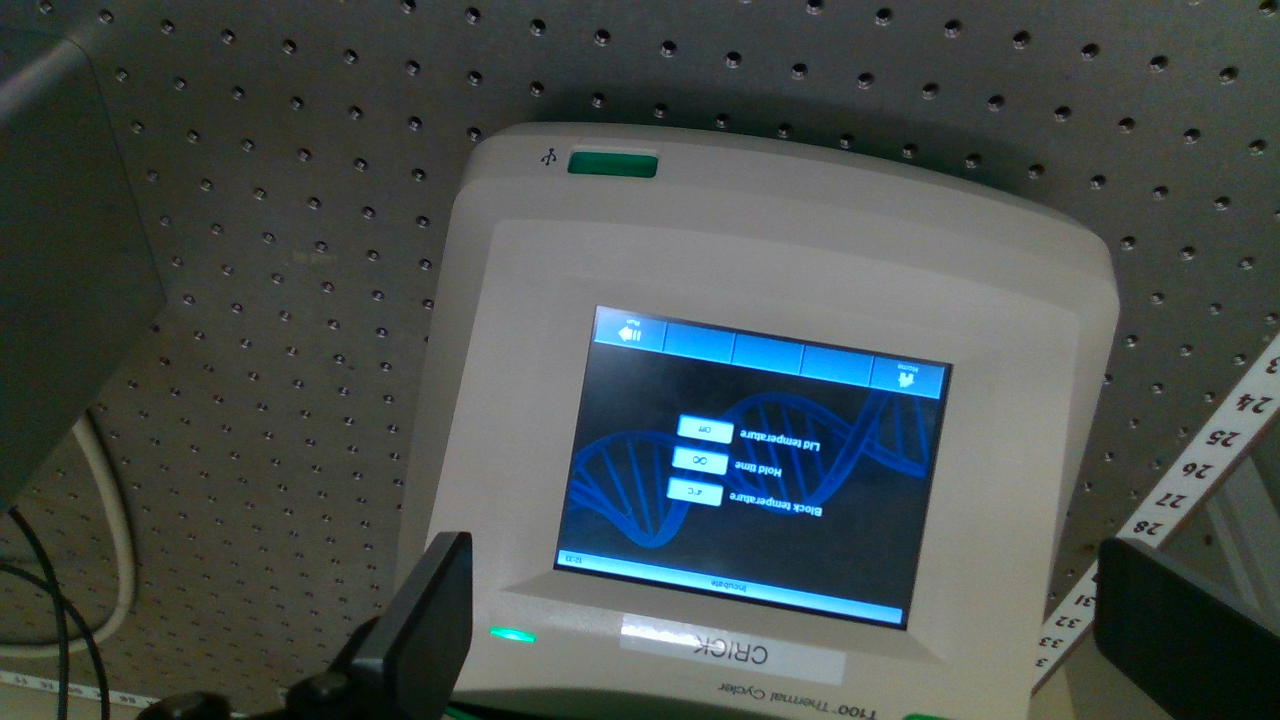 T100™ Thermal Cycler
CRICK
Incubate
12:33
Block temperature 4°C
Hold time ∞
Lid temperature Off
Home
Run
24
25
26
27
28
31
32
33